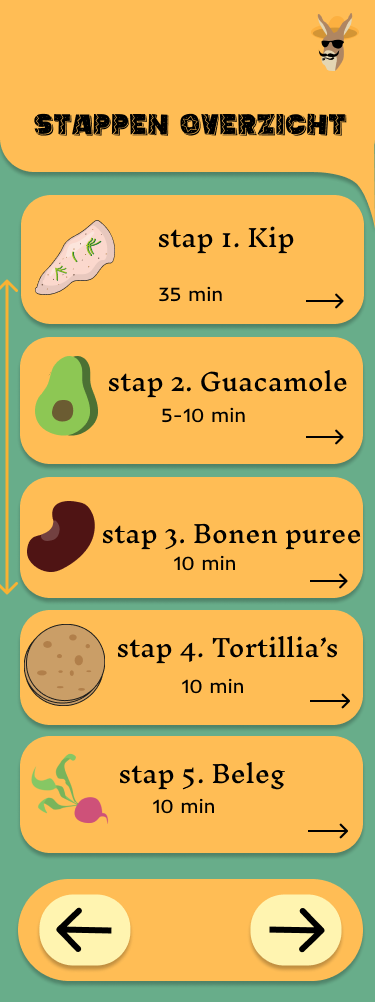 STAPPEN OVERZICHT
stap 1. Kip
35 min
stap 2. Guacamole
5-10 min
stap 3. Bonen puree
10 min
stap 4. Tortillia's
10 min
stap 5. Beleg
10 min